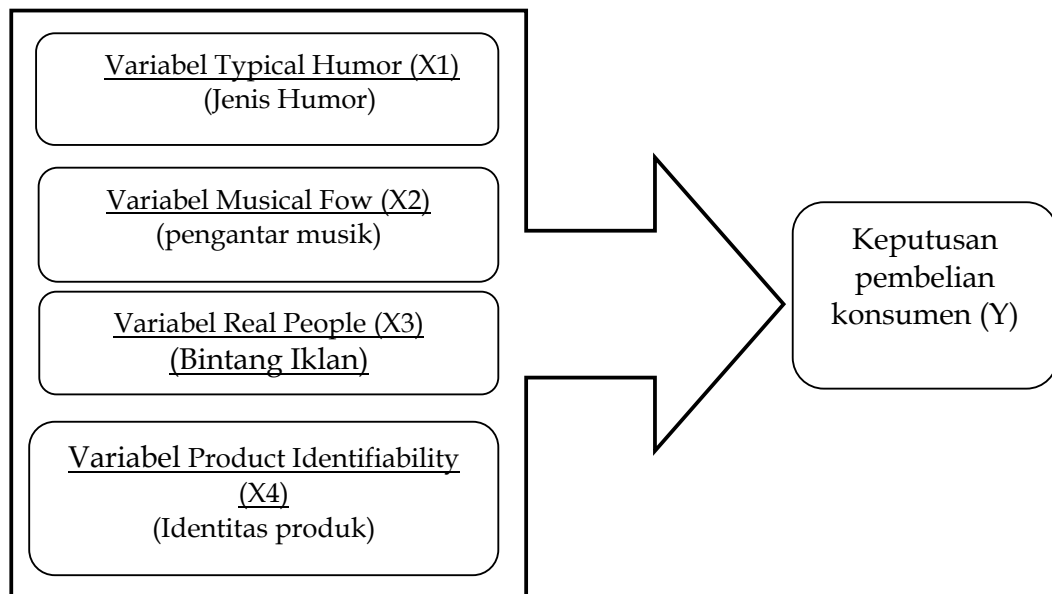 Variabel Typical Humor (X1)
(Jenis Humor)
Variabel Musical Fow (X2)
(pengantar musik)
Variabel Real People (X3)
(Bintang Iklan)
Variabel Product Identifiability
(X4)
(Identitas produk)
Keputusan
pembelian
konsumen (Y)